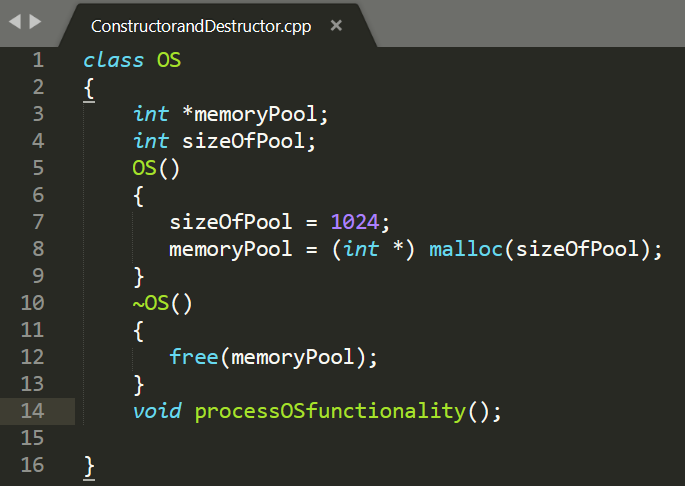 ConstructorandDestructor.cpp ×
1 class OS
2 {
3 int *memoryPool;
4 int sizeOfPool;
5 OS()
6 {
7 sizeOfPool = 1024;
8 memoryPool = (int *) malloc(sizeOfPool);
9 }
10 ~OS()
11 {
12 free(memoryPool);
13 }
14 void processOSfunctionality();
15
16 }